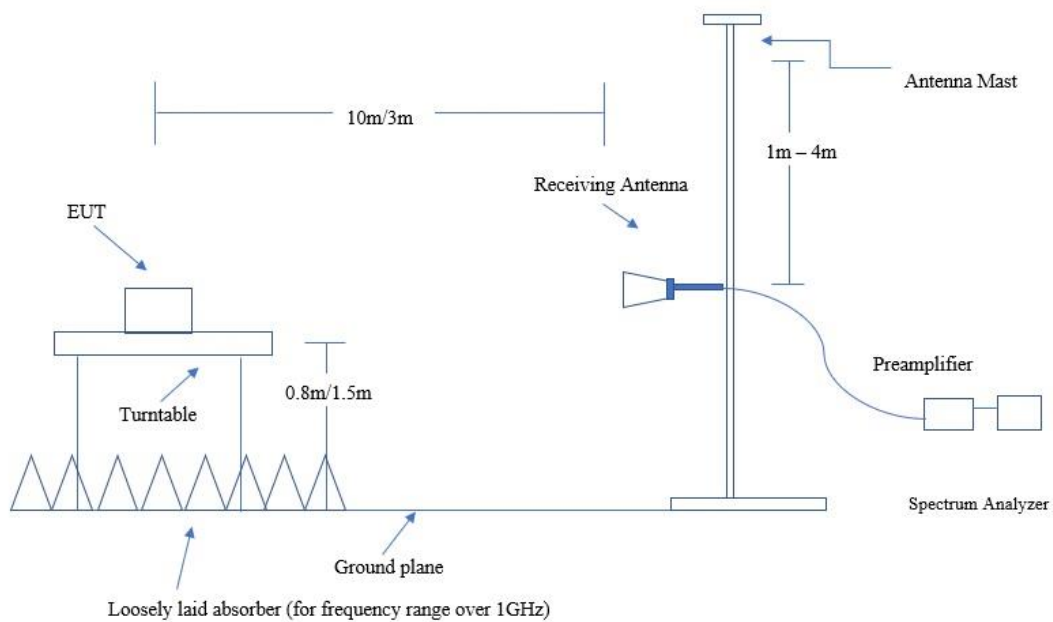 Antenna Mast
10m/3m
1m – 4m
Receiving Antenna
EUT
Preamplifier
0.8m/1.5m
Turntable
Spectrum Analyzer
Ground plane
Loosely laid absorber (for frequency range over 1GHz)